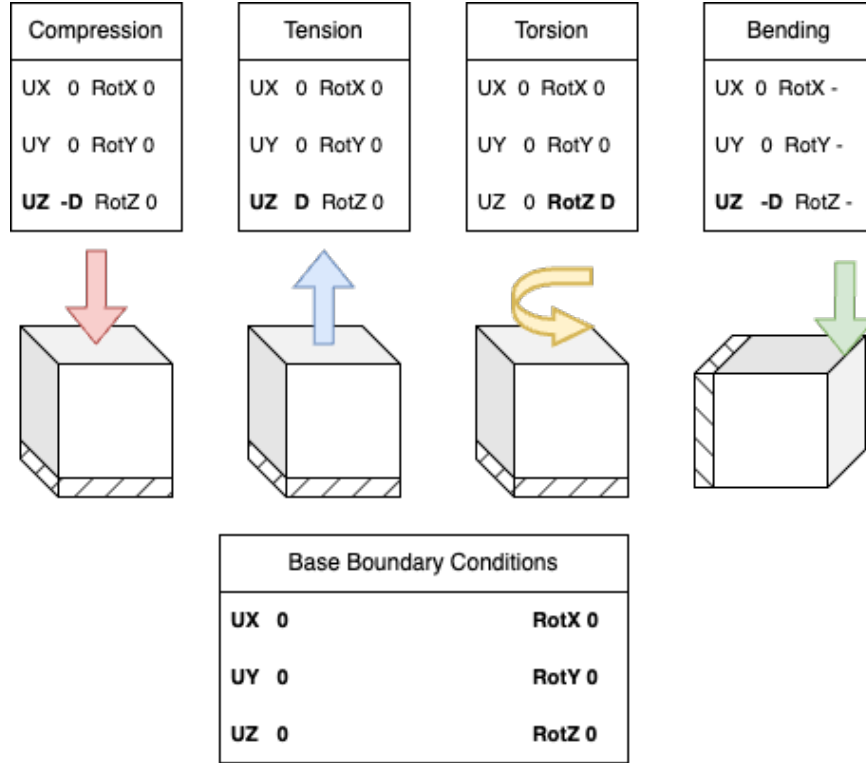 Compression
UX 0 RotX 0
UY 0 RotY 0
UZ -D RotZ 0
Tension
UX 0 RotX 0
UY 0 RotY 0
UZ D RotZ 0
Torsion
UX 0 RotX 0
UY 0 RotY 0
UZ 0 RotZ D
Bending
UX 0 RotX -
UY 0 RotY -
UZ -D RotZ -
Base Boundary Conditions
UX 0 RotX 0
UY 0 RotY 0
UZ 0 RotZ 0